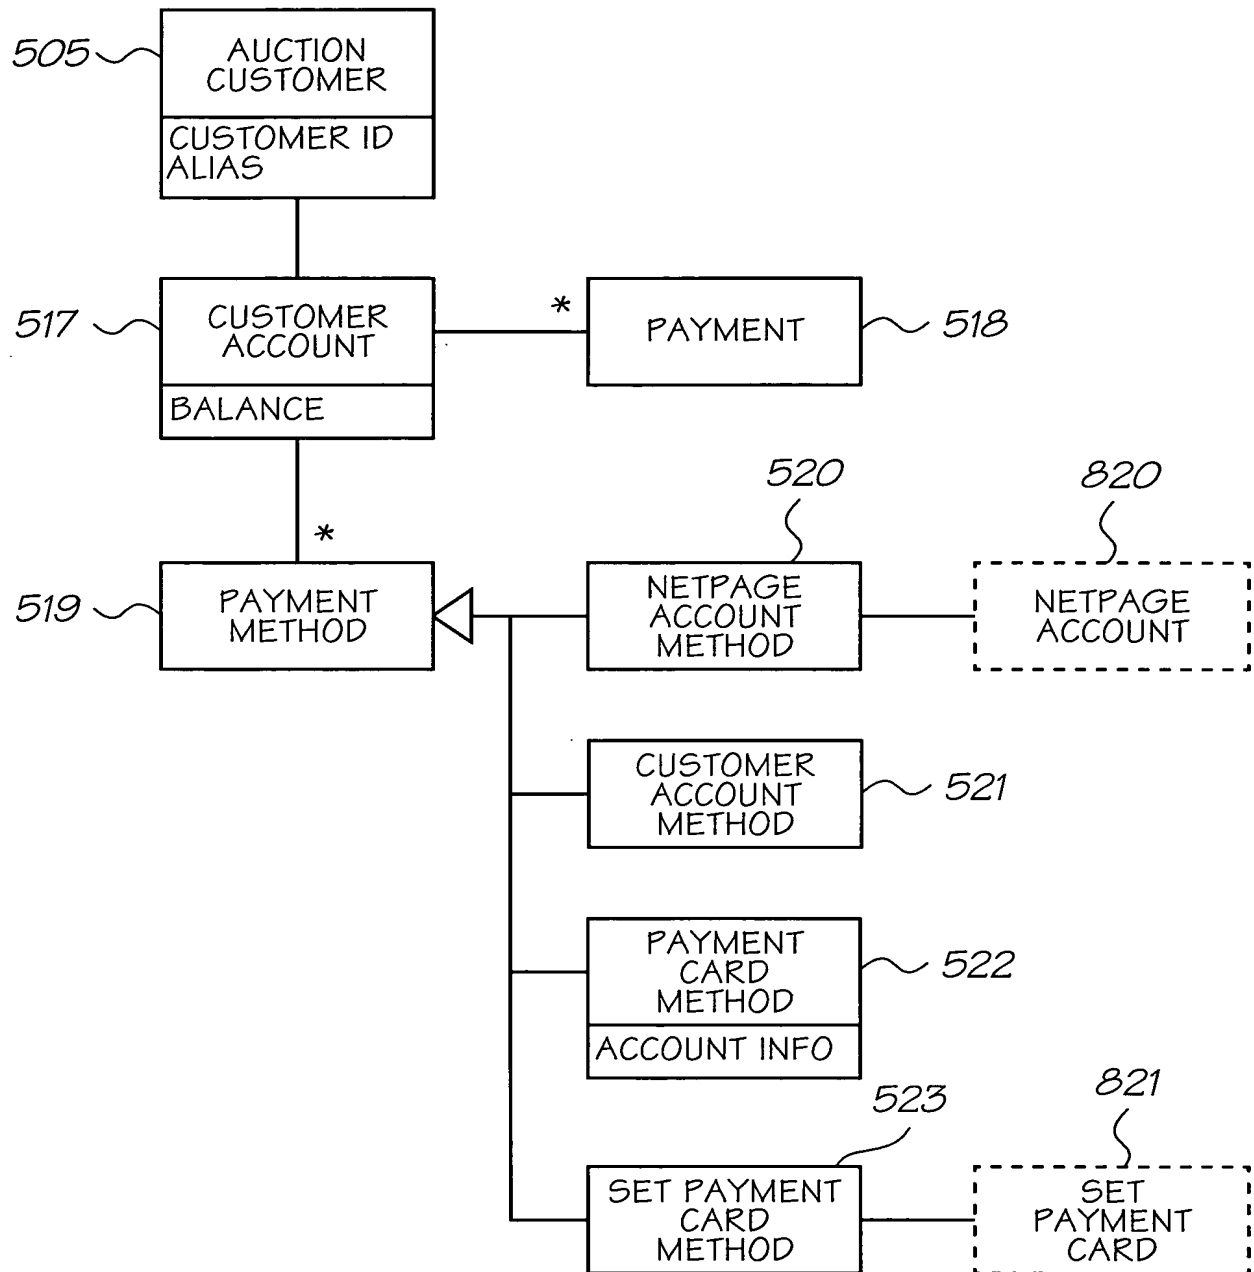 505
AUCTION
CUSTOMER
CUSTOMER ID
ALIAS
517
CUSTOMER
ACCOUNT
BALANCE
*
PAYMENT
518
*
519
PAYMENT
METHOD
520
NETPAGE
ACCOUNT
METHOD
820
NETPAGE
ACCOUNT
CUSTOMER
ACCOUNT
METHOD
521
PAYMENT
CARD
METHOD
ACCOUNT INFO
522
523
SET PAYMENT
CARD
METHOD
821
SET
PAYMENT
CARD